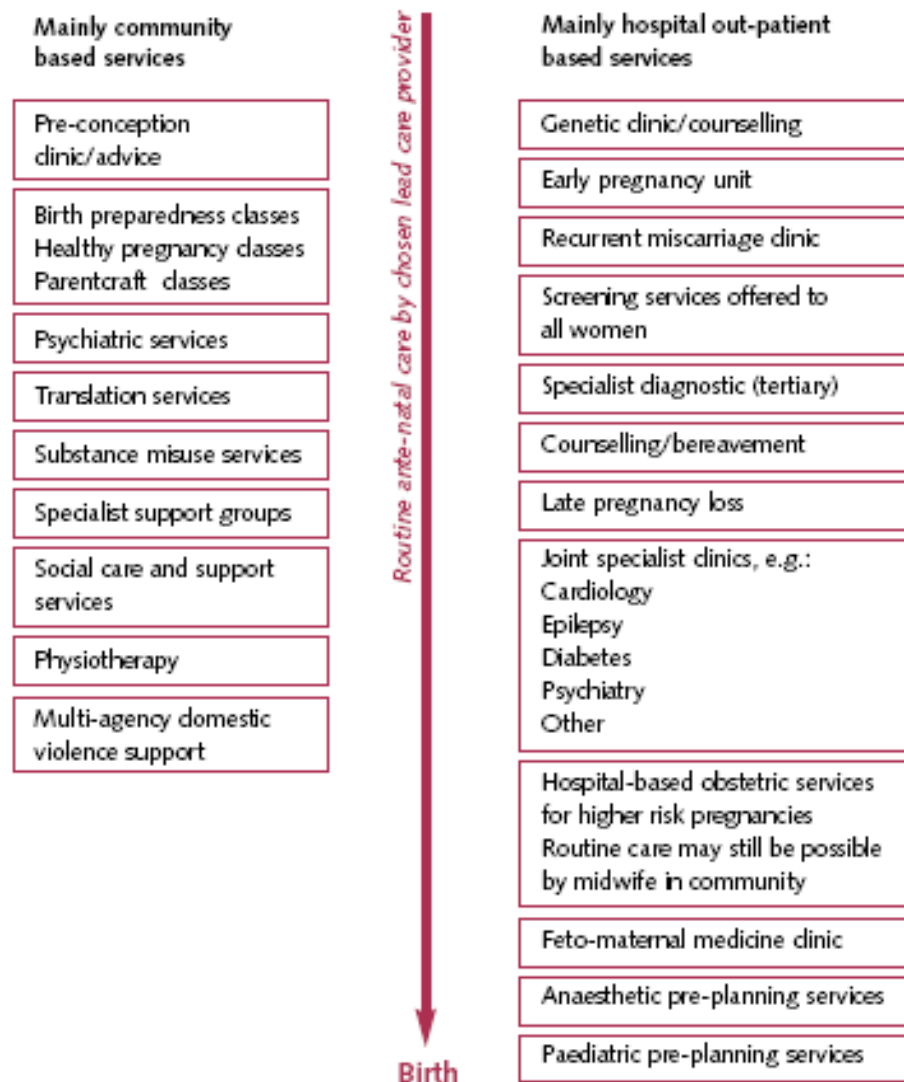 Mainly community
based services
Pre-conception
clinic/advice
Birth preparedness classes
Healthy pregnancy classes
Parentcraft classes
Psychiatric services
Translation services
Substance misuse services
Specialist support groups
Social care and support
services
Physiotherapy
Multi-agency domestic
violence support
Routine ante-natal care by chosen lead care provider
Birth
Mainly hospital out-patient
based services
Genetic clinic/counselling
Early pregnancy unit
Recurrent miscarriage clinic
Screening services offered to
all women
Specialist diagnostic (tertiary)
Counselling/bereavement
Late pregnancy loss
Joint specialist clinics, e.g.:
Cardiology
Epilepsy
Diabetes
Psychiatry
Other
Hospital-based obstetric services
for higher risk pregnancies
Routine care may still be possible
by midwife in community
Feto-maternal medicine clinic
Anaesthetic pre-planning services
Paediatric pre-planning services